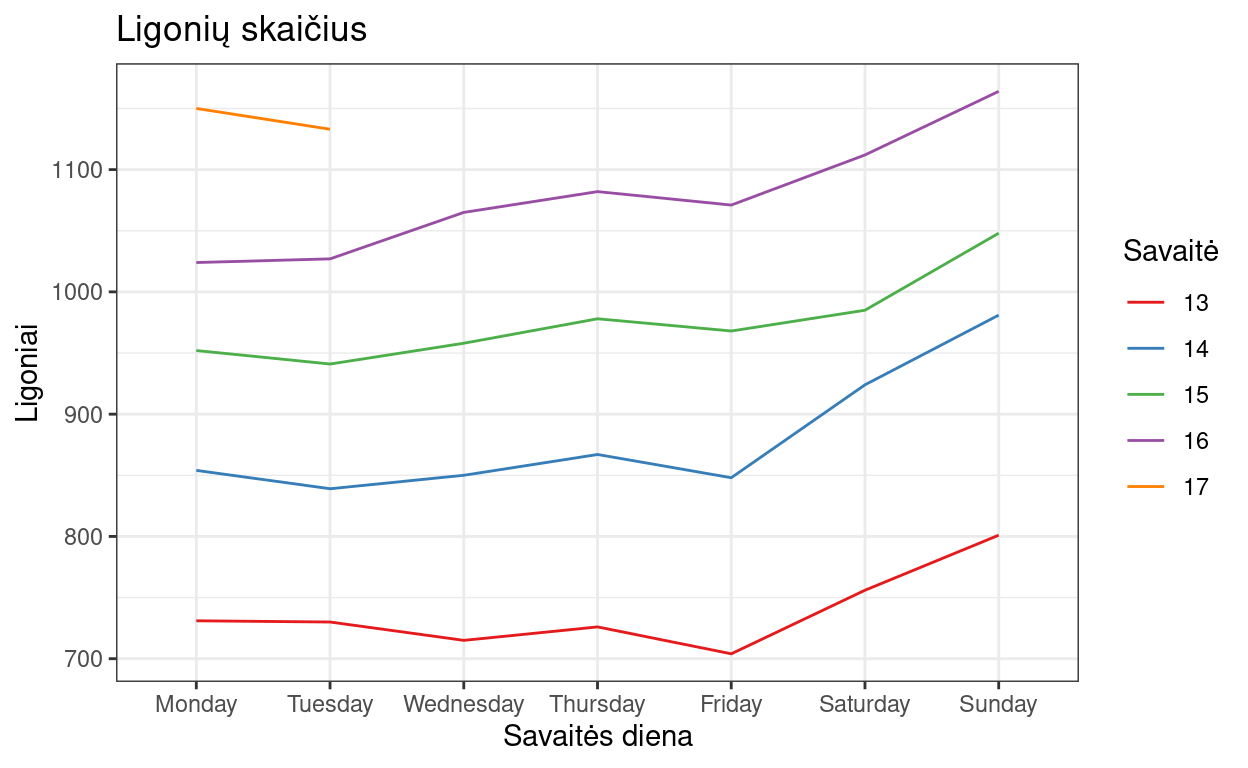 Ligonių skaičius
Ligoniai
1100
1000
900
800
700
Monday Tuesday Wednesday Thursday Friday Saturday Sunday
Savaitės diena
Savaitė
13
14
15
16
17